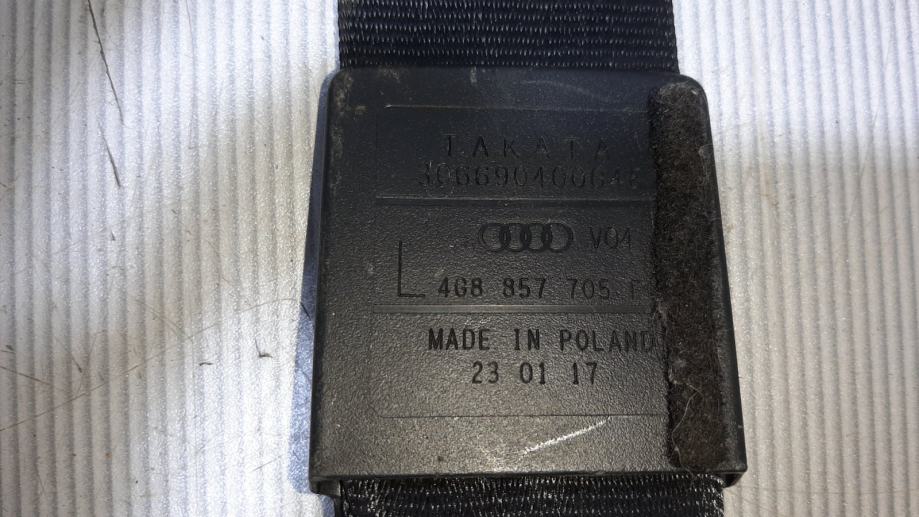 TAKATA
V04
L 4G8 857 705
MADE IN POLAND
23 01 17